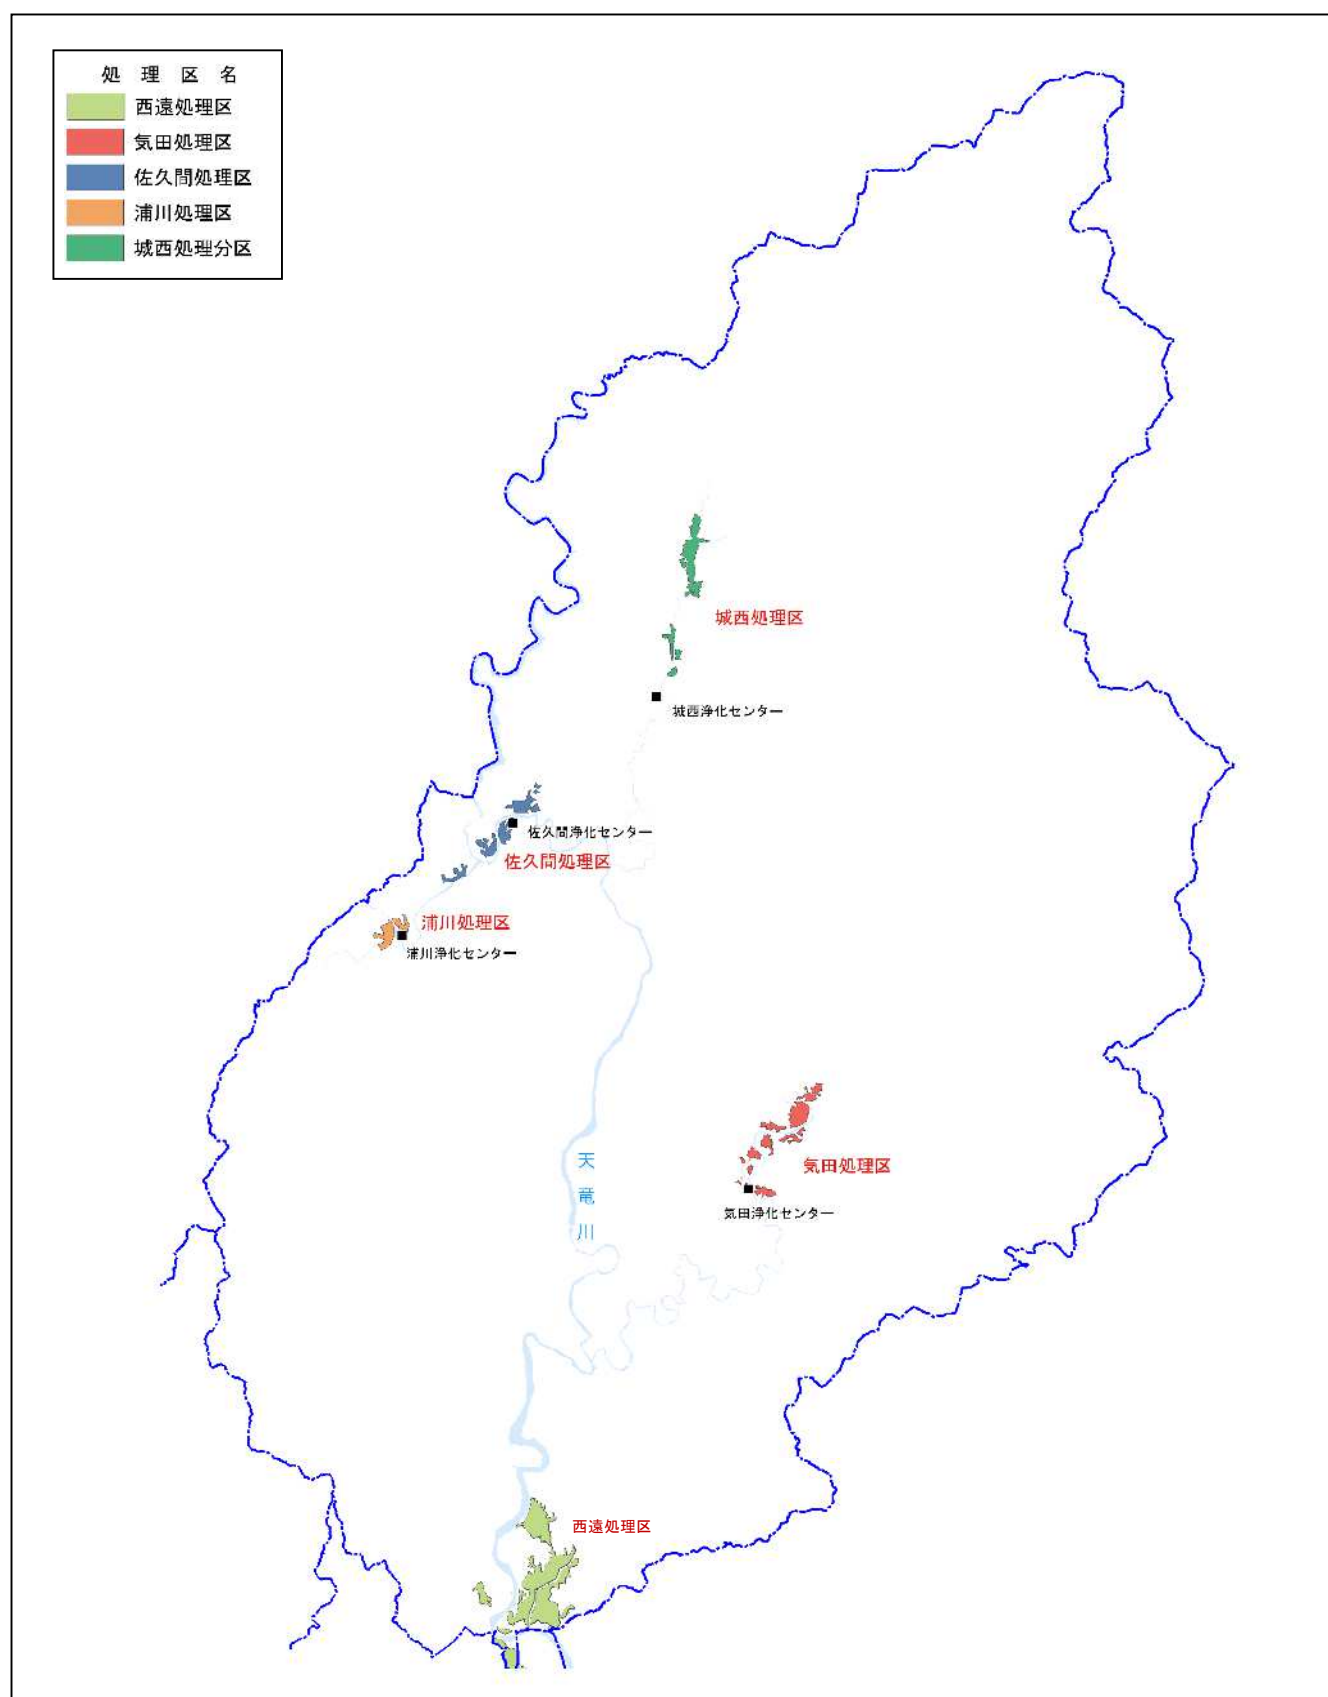 処理区名
西遠処理区
気田処理区
佐久間処理区
浦川処理区
城西処理分区
城西処理区
城西浄化センター
佐久間浄化センター
佐久間処理区
浦川処理区
浦川浄化センター
天竜川
気田処理区
気田浄化センター
西遠処理区